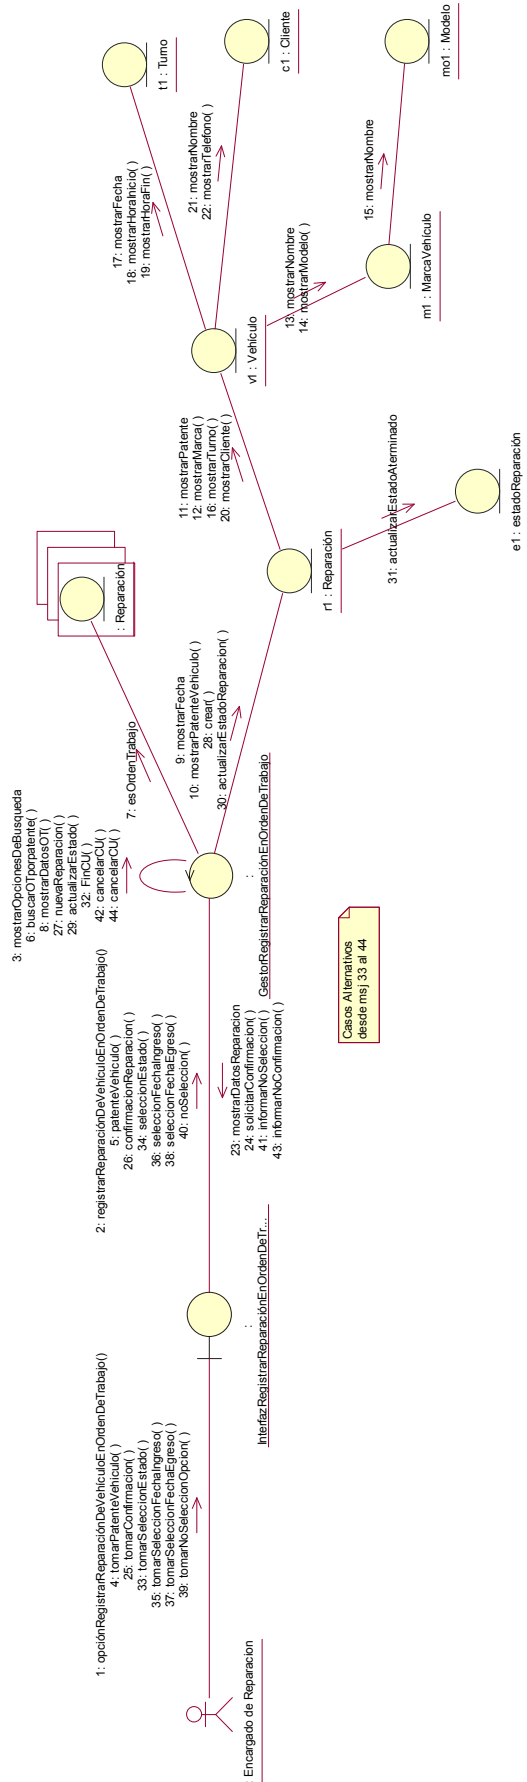 : Encargado de Reparacion
1: opciónRegistrarReparaciónDeVehículoEnOrdenDeTrabajo()
4: tomarPatenteVehiculo( )
25: tomarConfirmacion( )
33: tomarSeleccionEstado( )
35: tomarSeleccionFechaIngreso( )
37: tomarSeleccionFechaEgreso( )
39: tomarNoSeleccionOpcion( )
:
InterfazRegistrarReparaciónEnOrdenDeTr...
2: registrarReparaciónDeVehículoEnOrdenDeTrabajo()
5: patenteVehiculo( )
26: confirmacionReparacion( )
34: seleccionEstado( )
36: seleccionFechaIngreso( )
38: seleccionFechaEgreso( )
40: noSeleccion( )
23: mostrarDatosReparacion
24: solicitarConfirmacion( )
41: informarNoSeleccion( )
43: informarNoConfirmacion( )
3: mostrarOpcionesDeBusqueda
6: buscarOTporpatente( )
8: mostrarDatosOT( )
27: nuevaReparacion( )
29: actualizarEstado( )
32: FinCU( )
42: cancelarCU( )
44: cancelarCU( )
:
GestorRegistrarReparaciónEnOrdenDeTrabajo
Casos Alternativos
desde msj 33 al 44
7: esOrdenTrabajo
: Reparación
9: mostrarFecha
10: mostrarPatenteVehiculo( )
28: crear( )
30: actualizarEstadoReparacion( )
r1 : Reparación
31: actualizarEstadoAterminado
e1 : estadoReparación
11: mostrarPatente
12: mostrarMarca( )
16: mostrarTurno( )
20: mostrarCliente( )
v1 : Vehículo
13: mostrarNombre
14: mostrarModelo( )
m1 : MarcaVehículo
15: mostrarNombre
mo1 : Modelo
17: mostrarFecha
18: mostrarHoraInicio( )
19: mostrarHoraFin( )
t1 : Turno
21: mostrarNombre
22: mostrarTelefono( )
c1 : Cliente